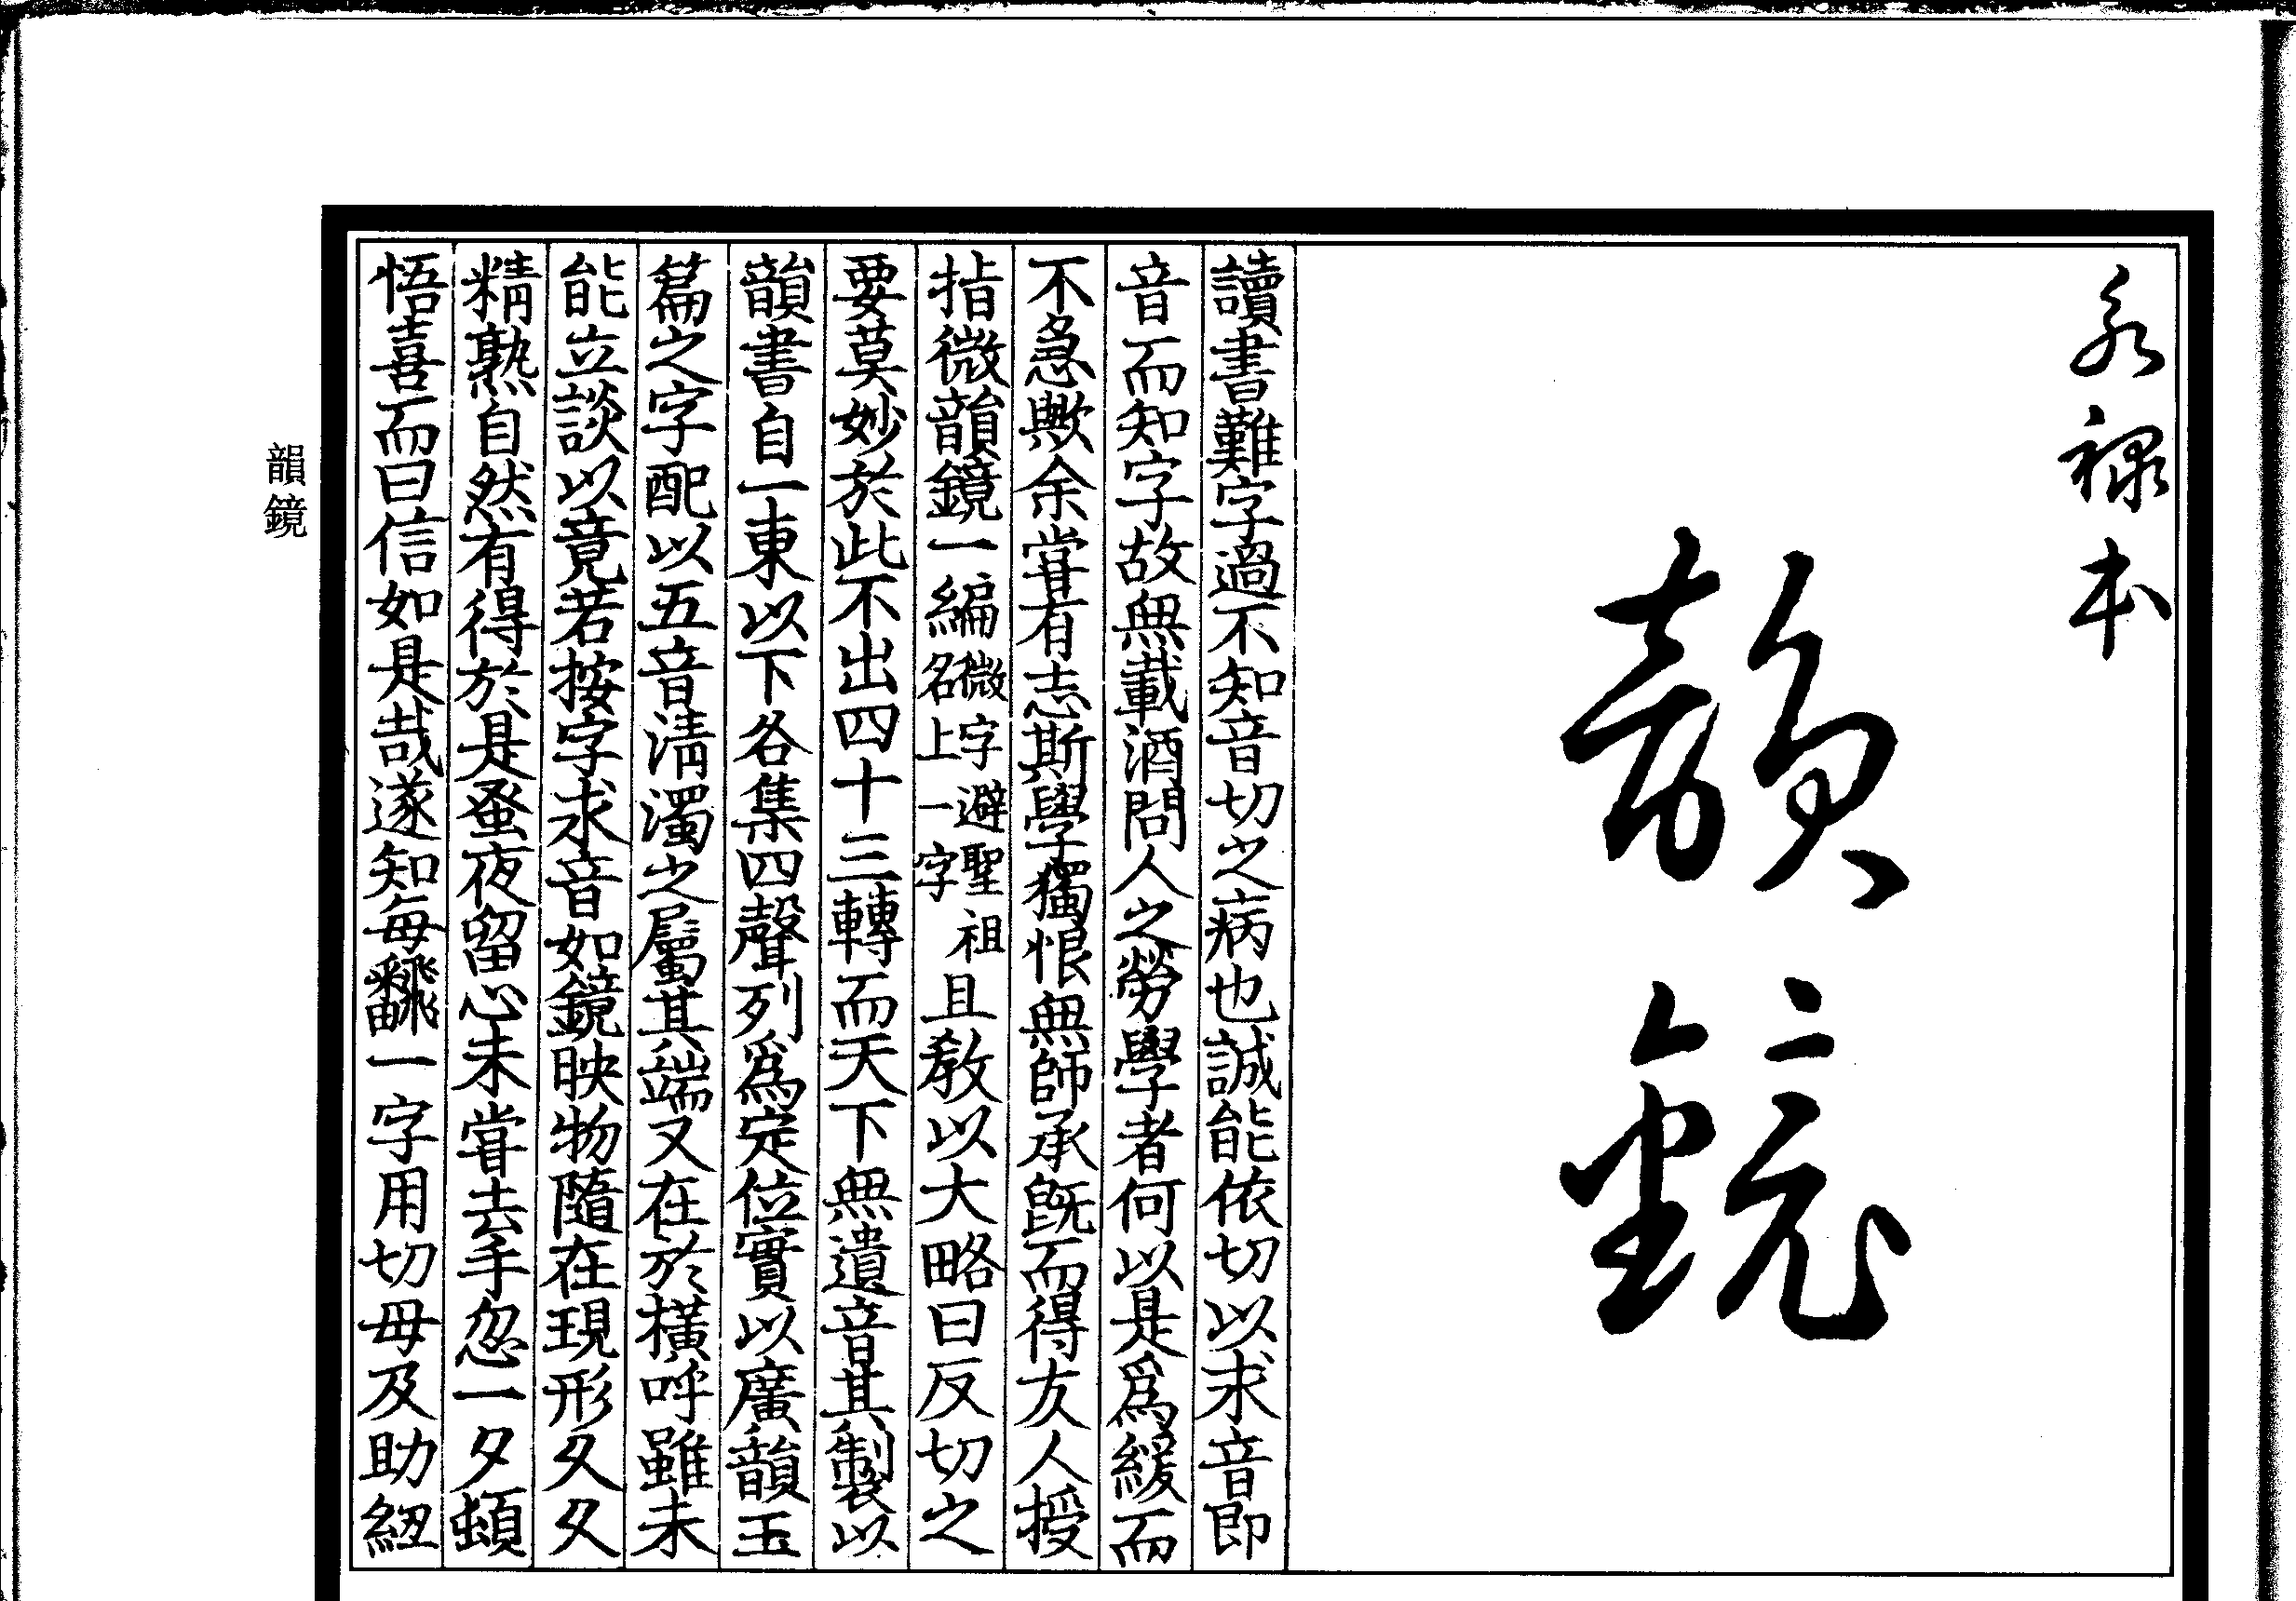 永祿本
韻鏡
讀書難字過不知音切之病也誠能依切以求音即
音而知字故無載酒問人之勞學者何以是爲緩而
不急歟余甞有志斯學獨恨無師承旣而得友人授
指微韻鏡一編微字避聖祖名上一字且教以大略曰反切之
要莫妙於此不出四十三轉而天下無遺音其製以
韻書自一東以下各集四聲列爲定位實以廣韻玉
篇之字配以五音清濁之屬其端又在於橫呼雖未
能立談以竟若按字求音如鏡映物隨在現形久久
精熟自然有得於是蚤夜留心未甞去手忽一夕頓
悟喜而曰信如是哉遂知每飜一字用切母及助紐
韻鏡